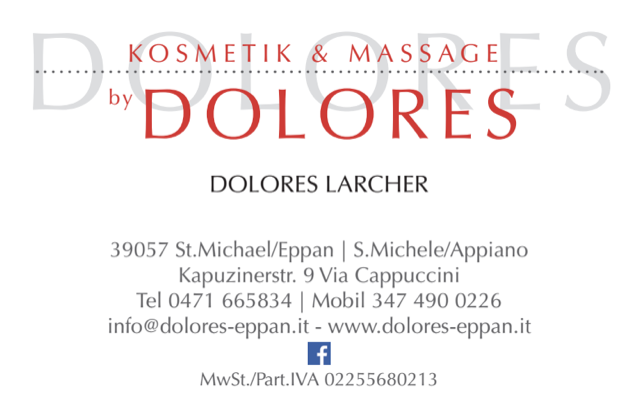 DOLORES
KOSMETIK & MASSAGE
by DOLORES
DOLORES LARCHER
39057 St.Michael/Eppan | S.Michele/Appiano
Kapuzinerstr. 9 Via Cappuccini
Tel 0471 665834 | Mobil 347 490 0226
info@dolores-eppan.it - www.dolores-eppan.it
f
MwSt./Part.IVA 02255680213